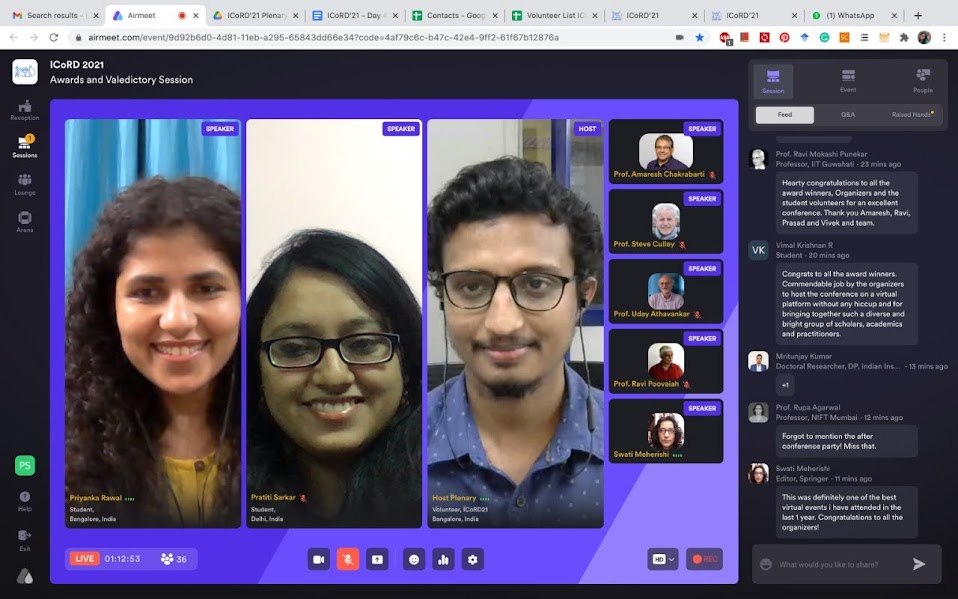 Search results -
Airmeet
ICoRD'21 Plenary
ICoRD'21 - Day 4
Contacts - Goog
Volunteer List IC
ICoRD'21
ICoRD'21
(1) WhatsApp
airmeet.com/event/9d92b6d0-4d81-11eb-a295-65843dd66e34?code=4af79c6c-b47c-42e4-9ff2-61f67b12876a
ICoRD 2021
Awards and Valedictory Session
Reception
Sessions
Lounge
Arena
PS
Help
Exit
SPEAKER
Priyanka Rawal
Student,
Bangalore, India
SPEAKER
Pratiti Sarkar
Student,
Delhi, India
HOST
Host Plenary
Volunteer, ICoRD21
Bangalore, India
SPEAKER
Prof. Amaresh Chakrabarti
SPEAKER
Prof. Steve Culley
SPEAKER
Prof. Uday Athavankar
SPEAKER
Prof. Ravi Poovaiah
SPEAKER
Swati Meherishi
LIVE 01:12:53 36
HD
REC
Session
Event
People
Feed
Q&A
Raised Hands
Prof. Ravi Mokashi Punekar
Professor, IIT Guwahati - 23 mins ago
Hearty congratulations to all the
award winners, Organizers and the
student volunteers for an excellent
conference. Thank you Amaresh, Ravi,
Prasad and Vivek and team.
VK
Vimal Krishnan R
Student - 20 mins ago
Congrats to all the award winners.
Commendable job by the organizers
to host the conference on a virtual
platform without any hiccup and for
bringing together such a diverse and
bright group of scholars, academics
and practitioners.
Mritunjay Kumar
Doctoral Researcher, DP, Indian Ins... - 13 mins ago
+1
Prof. Rupa Agarwal
Professor, NIFT Mumbai - 12 mins ago
Forgot to mention the after
conference party! Miss that.
Swati Meherishi
Editor, Springer - 11 mins ago
This was definitely one of the best
virtual events i have attended in the
last 1 year. Congratulations to all the
organizers!
What would you like to share?